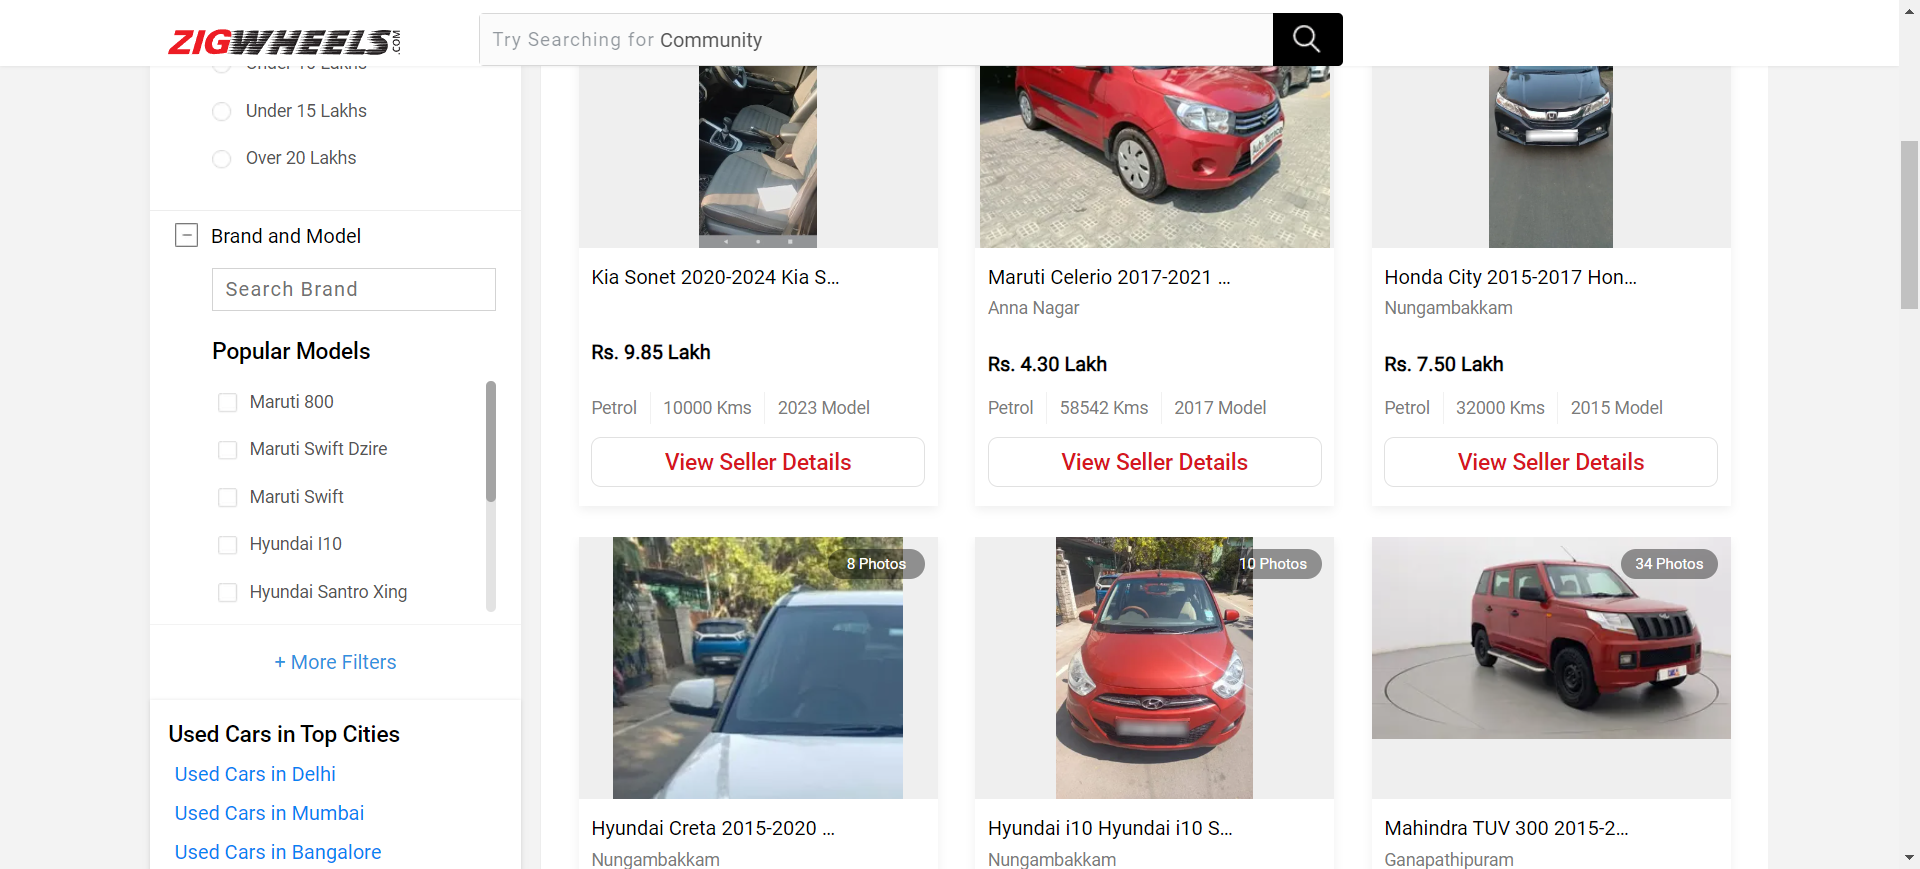 ZIGWHEELS.COM
Try Searching for Community
Under 15 Lakhs
Over 20 Lakhs
Brand and Model
Search Brand
Popular Models
Maruti 800
Maruti Swift Dzire
Maruti Swift
Hyundai I10
Hyundai Santro Xing
+ More Filters
Used Cars in Top Cities
Used Cars in Delhi
Used Cars in Mumbai
Used Cars in Bangalore
Kia Sonet 2020-2024 Kia S...
Rs. 9.85 Lakh
Petrol 10000 Kms 2023 Model
View Seller Details
Auto Terrace
Maruti Celerio 2017-2021 ...
Anna Nagar
Rs. 4.30 Lakh
Petrol 58542 Kms 2017 Model
View Seller Details
Honda City 2015-2017 Hon...
Nungambakkam
Rs. 7.50 Lakh
Petrol 32000 Kms 2015 Model
View Seller Details
8 Photos
Hyundai Creta 2015-2020 ...
Nungambakkam
10 Photos
Hyundai i10 Hyundai i10 S...
Nungambakkam
34 Photos
Mahindra TUV 300 2015-2...
Ganapathipuram